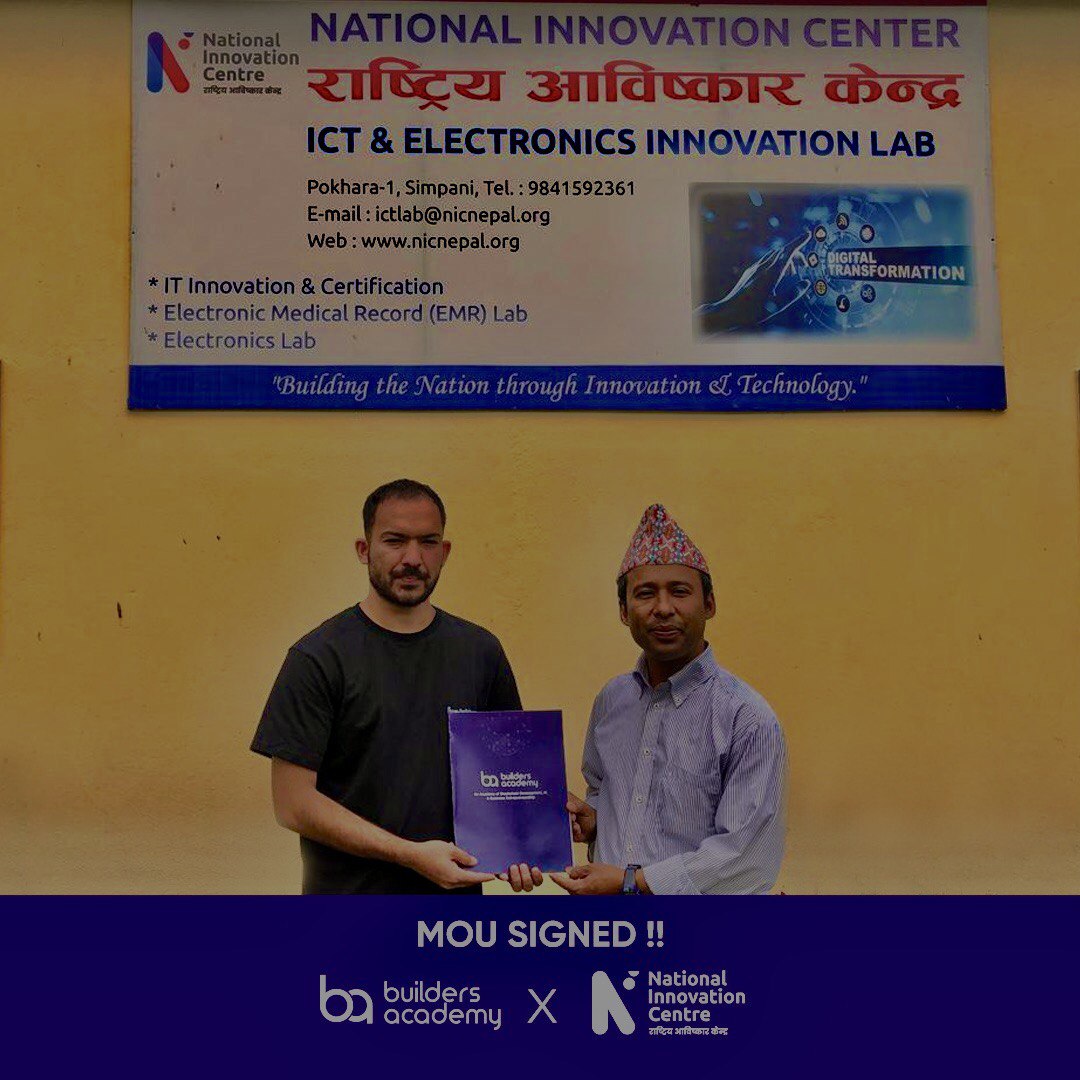 National
Innovation
Centre
राष्ट्रिय आविष्कार केन्द्र
NATIONAL INNOVATION CENTER
राष्ट्रिय आविष्कार केन्द्र
ICT & ELECTRONICS INNOVATION LAB
Pokhara-1, Simpani, Tel. : 9841592361
E-mail : ictlab@nicnepal.org
Web : www.nicnepal.org
DIGITAL
TRANSFORMATION
* IT Innovation & Certification
* Electronic Medical Record (EMR) Lab
* Electronics Lab
"Building the Nation through Innovation & Technology."
ba builders
academy
MOU SIGNED !!
ba builders
academy
X
National
Innovation
Centre
राष्ट्रिय आविष्कार केन्द्र